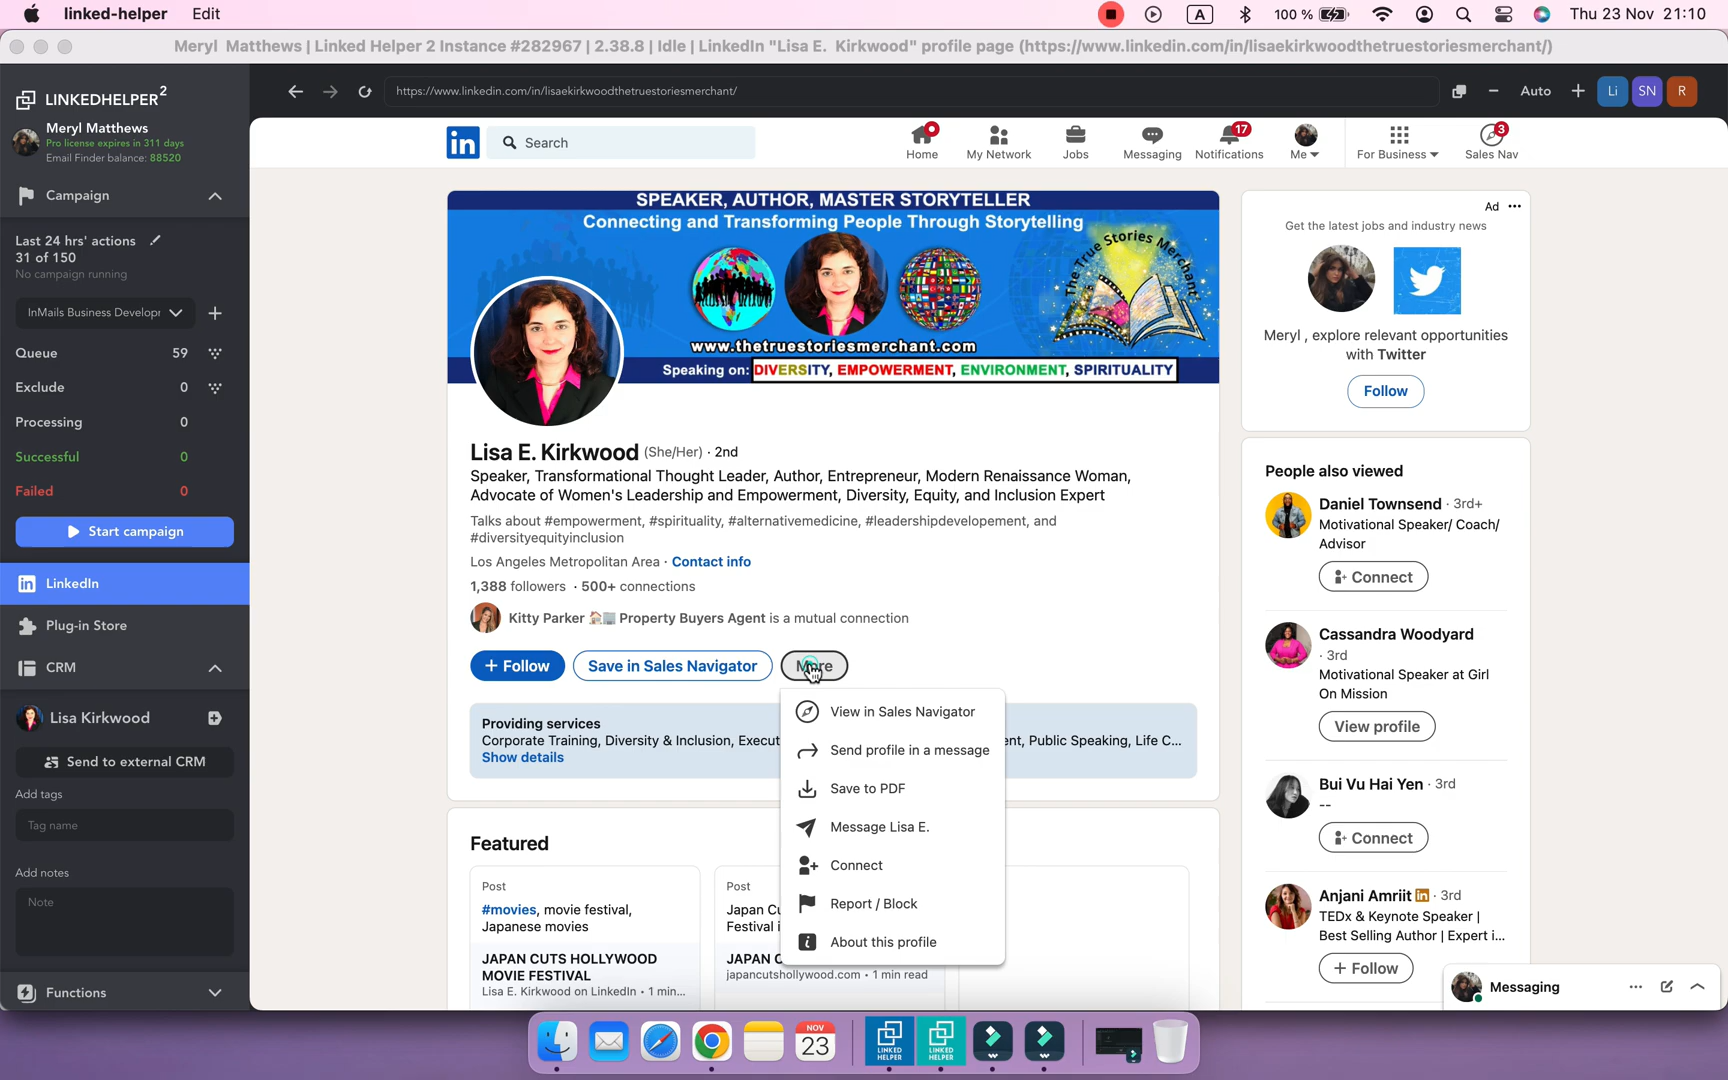 linked-helper Edit
A 100 % Thu 23 Nov 21:10
Meryl Matthews | Linked Helper 2 Instance #282967 | 2.38.8 | Idle | LinkedIn "Lisa E. Kirkwood" profile page (https://www.linkedin.com/in/lisaekirkwoodthetruestoriesmerchant/)
LINKEDHELPER2
https://www.linkedin.com/in/lisaekirkwoodthetruestoriesmerchant/
Auto
Li SN R
Meryl Matthews
Pro license expires in 311 days
Email Finder balance: 88520
Campaign
Last 24 hrs' actions
31 of 150
No campaign running
InMails Business Developr
Queue 59
Exclude 0
Processing 0
Successful 0
Failed 0
Start campaign
LinkedIn
Plug-in Store
CRM
Lisa Kirkwood
Send to external CRM
Add tags
Tag name
Add notes
Note
Functions
in Search
Home
My Network
Jobs
Messaging
17
Notifications
Me
For Business
3
Sales Nav
SPEAKER, AUTHOR, MASTER STORYTELLER
Connecting and Transforming People Through Storytelling
The True Stories Merchant
www.thetruestoriesmerchant.com
Speaking on: DIVERSITY, EMPOWERMENT, ENVIRONMENT, SPIRITUALITY
Lisa E. Kirkwood (She/Her) · 2nd
Speaker, Transformational Thought Leader, Author, Entrepreneur, Modern Renaissance Woman,
Advocate of Women's Leadership and Empowerment, Diversity, Equity, and Inclusion Expert
Talks about #empowerment, #spirituality, #alternativemedicine, #leadershipdevelopement, and
#diversityequityinclusion
Los Angeles Metropolitan Area · Contact info
1,388 followers · 500+ connections
Kitty Parker 🏠🏢 Property Buyers Agent is a mutual connection
+ Follow
Save in Sales Navigator
More
View in Sales Navigator
Send profile in a message
Save to PDF
Message Lisa E.
Connect
Report / Block
About this profile
Providing services
Corporate Training, Diversity & Inclusion, Execut
ent, Public Speaking, Life C...
Show details
Featured
Post
#movies, movie festival,
Japanese movies
JAPAN CUTS HOLLYWOOD
MOVIE FESTIVAL
Lisa E. Kirkwood on LinkedIn • 1 min...
Post
Japan Cu
Festival i
JAPAN C
japancutshollywood.com • 1 min read
Ad
Get the latest jobs and industry news
Meryl , explore relevant opportunities
with Twitter
Follow
People also viewed
Daniel Townsend · 3rd+
Motivational Speaker/ Coach/
Advisor
Connect
Cassandra Woodyard
· 3rd
Motivational Speaker at Girl
On Mission
View profile
Bui Vu Hai Yen · 3rd
--
Connect
Anjani Amriit in · 3rd
TEDx & Keynote Speaker |
Best Selling Author | Expert i...
+ Follow
Messaging
NOV
23
LINKED
HELPER
LINKED
HELPER